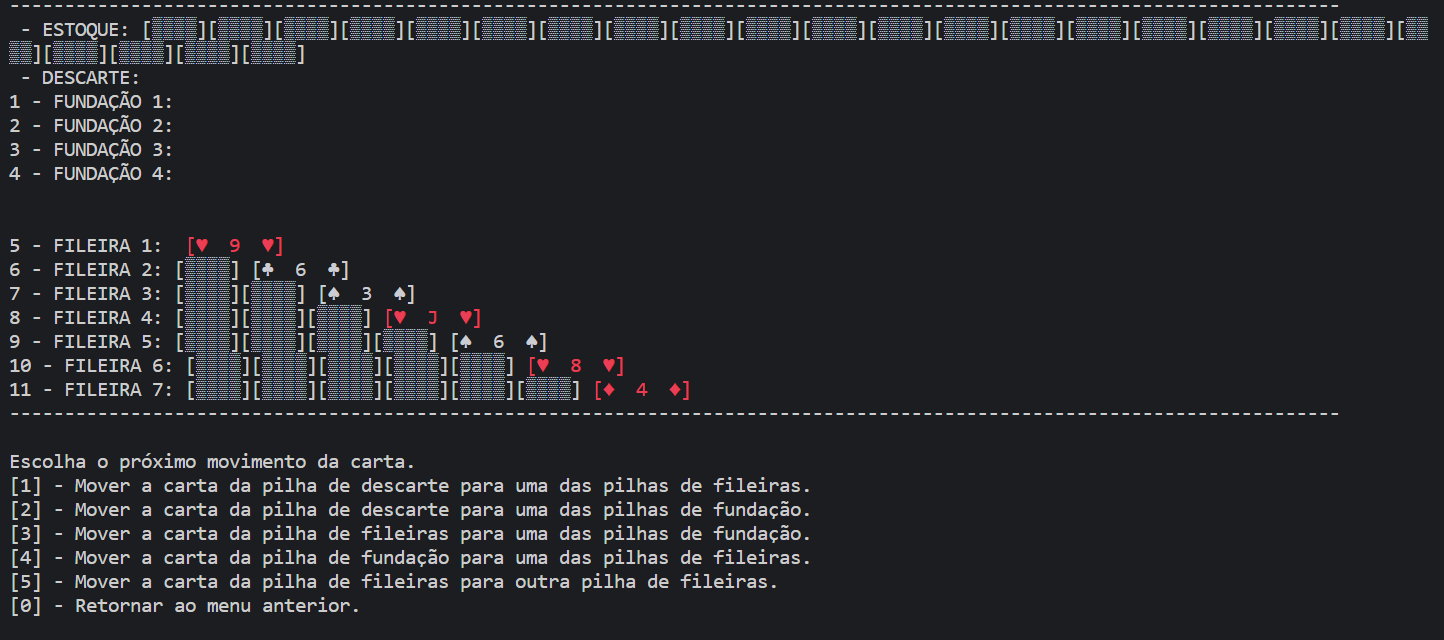 -------------------------------------------------------------------------------------------------------------------------
 - ESTOQUE: [▒▒▒▒][▒▒▒▒][▒▒▒▒][▒▒▒▒][▒▒▒▒][▒▒▒▒][▒▒▒▒][▒▒▒▒][▒▒▒▒][▒▒▒▒][▒▒▒▒][▒▒▒▒][▒▒▒▒][▒▒▒▒][▒▒▒▒][▒▒▒▒][▒▒▒▒][▒▒▒▒][▒▒▒▒][▒▒
▒▒][▒▒▒▒][▒▒▒▒][▒▒▒▒][▒▒▒▒]
 - DESCARTE:
1 - FUNDAÇÃO 1:
2 - FUNDAÇÃO 2:
3 - FUNDAÇÃO 3:
4 - FUNDAÇÃO 4:
5 - FILEIRA 1:  [♥  9  ♥]
6 - FILEIRA 2: [▒▒▒▒] [♣  6  ♣]
7 - FILEIRA 3: [▒▒▒▒][▒▒▒▒] [♠  3  ♠]
8 - FILEIRA 4: [▒▒▒▒][▒▒▒▒][▒▒▒▒] [♥  J  ♥]
9 - FILEIRA 5: [▒▒▒▒][▒▒▒▒][▒▒▒▒][▒▒▒▒] [♠  6  ♠]
10 - FILEIRA 6: [▒▒▒▒][▒▒▒▒][▒▒▒▒][▒▒▒▒][▒▒▒▒] [♥  8  ♥]
11 - FILEIRA 7: [▒▒▒▒][▒▒▒▒][▒▒▒▒][▒▒▒▒][▒▒▒▒][▒▒▒▒] [♦  4  ♦]
-------------------------------------------------------------------------------------------------------------------------
Escolha o próximo movimento da carta.
[1] - Mover a carta da pilha de descarte para uma das pilhas de fileiras.
[2] - Mover a carta da pilha de descarte para uma das pilhas de fundação.
[3] - Mover a carta da pilha de fileiras para uma das pilhas de fundação.
[4] - Mover a carta da pilha de fundação para uma das pilhas de fileiras.
[5] - Mover a carta da pilha de fileiras para outra pilha de fileiras.
[0] - Retornar ao menu anterior.